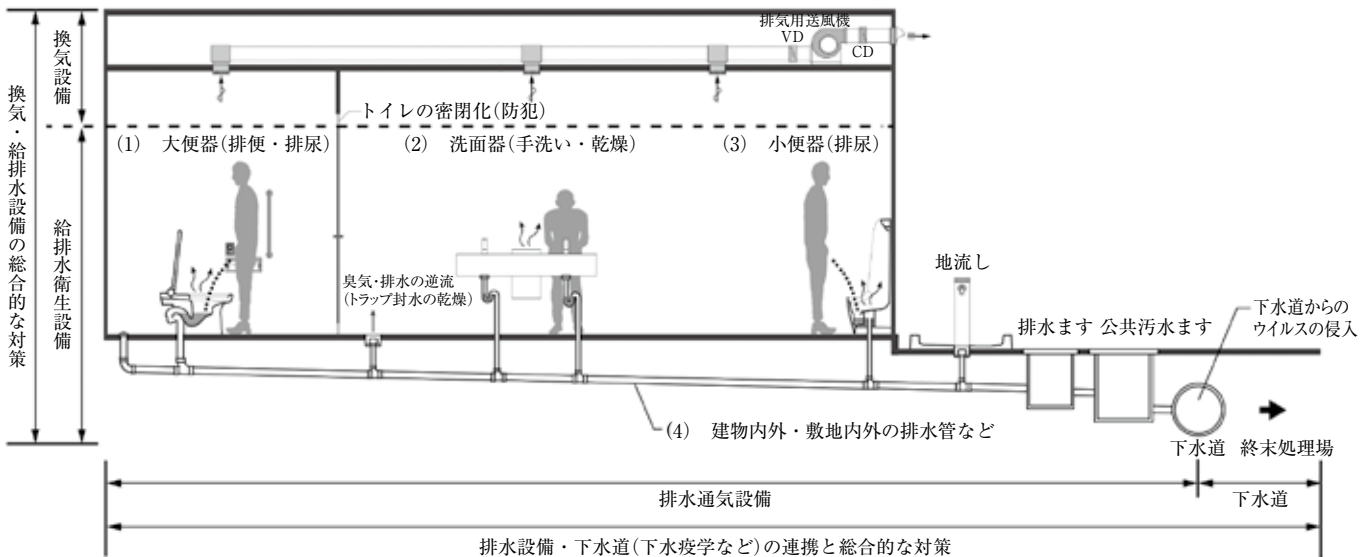 換気・給排水設備の総合的な対策
換気設備
給排水衛生設備
排気用送風機
VD
CD
トイレの密閉化(防犯)
(1) 大便器(排便・排尿)
(2) 洗面器(手洗い・乾燥)
(3) 小便器(排尿)
臭気・排水の逆流
(トラップ封水の乾燥)
地流し
排水ます 公共汚水ます
下水道からの
ウイルスの侵入
(4) 建物内外・敷地内外の排水管など
下水道 終末処理場
排水通気設備
下水道
排水設備・下水道(下水疫学など)の連携と総合的な対策